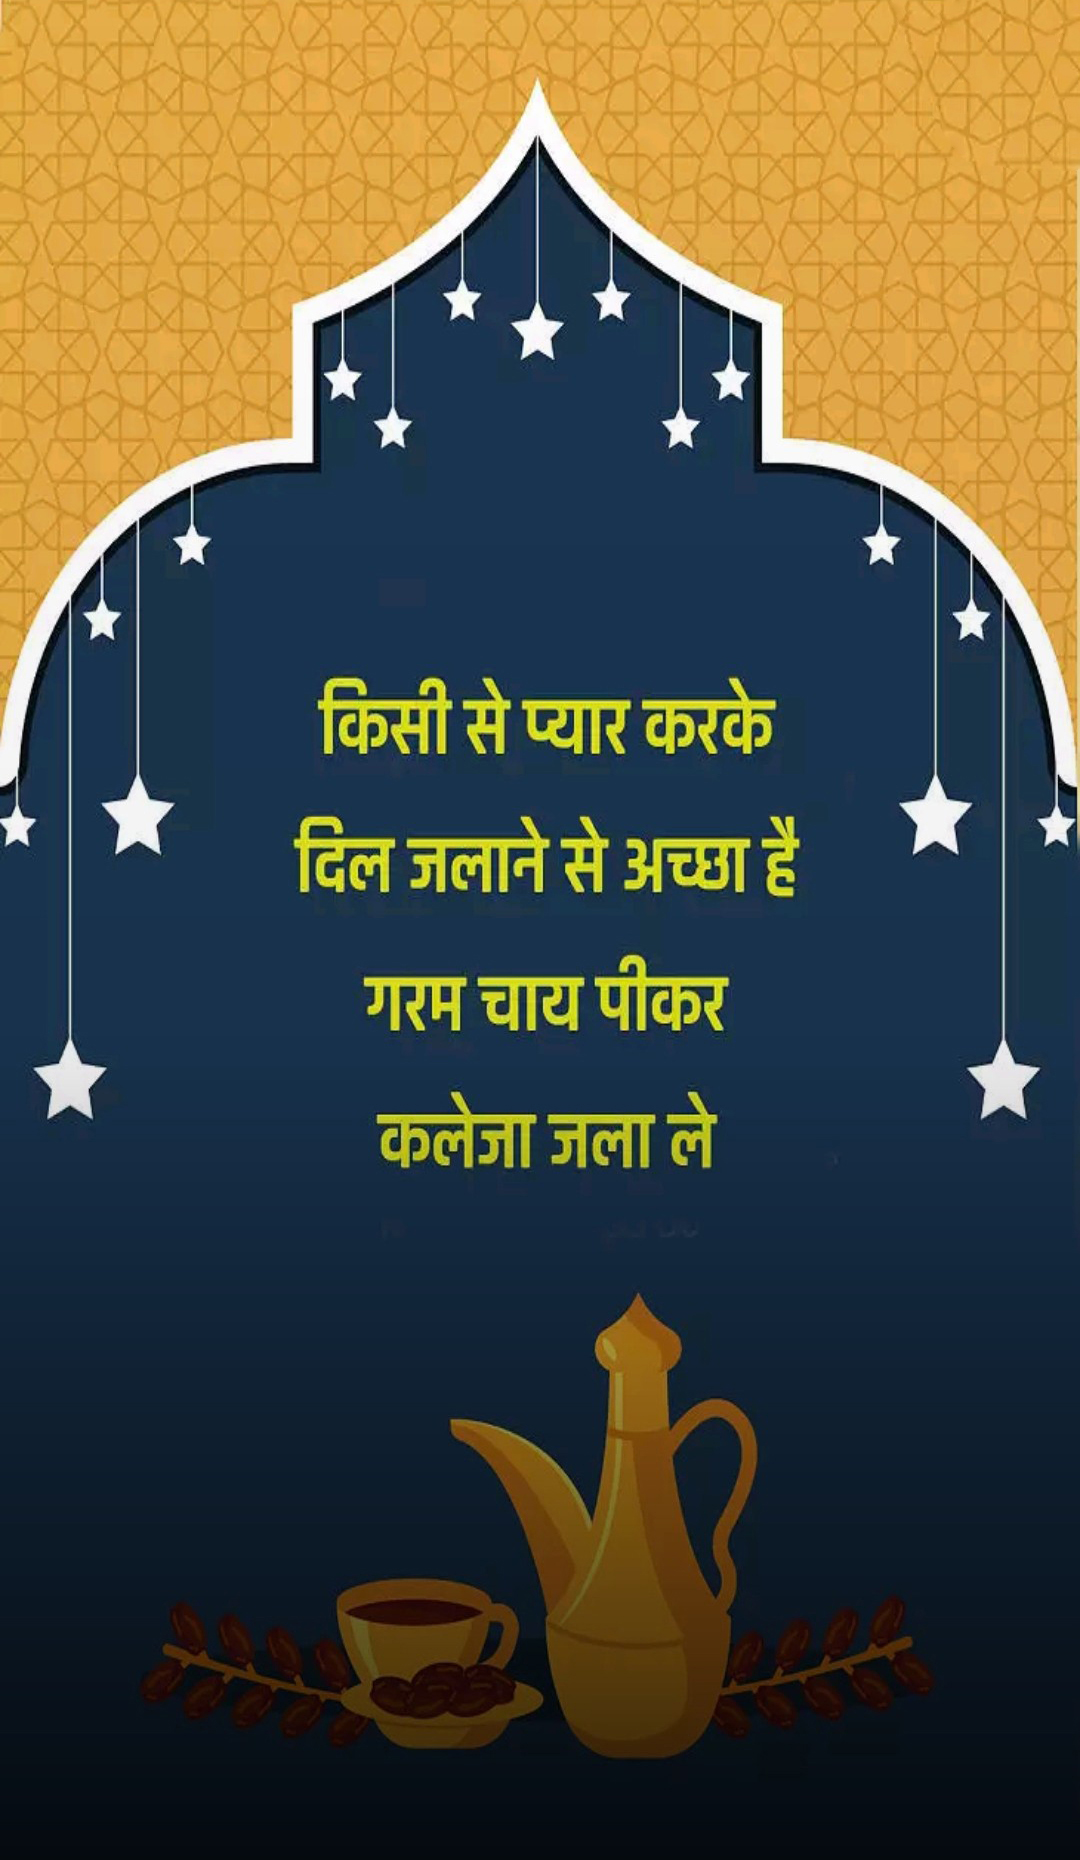 किसी से प्यार करके
दिल जलाने से अच्छा है
गरम चाय पीकर
कलेजा जला ले